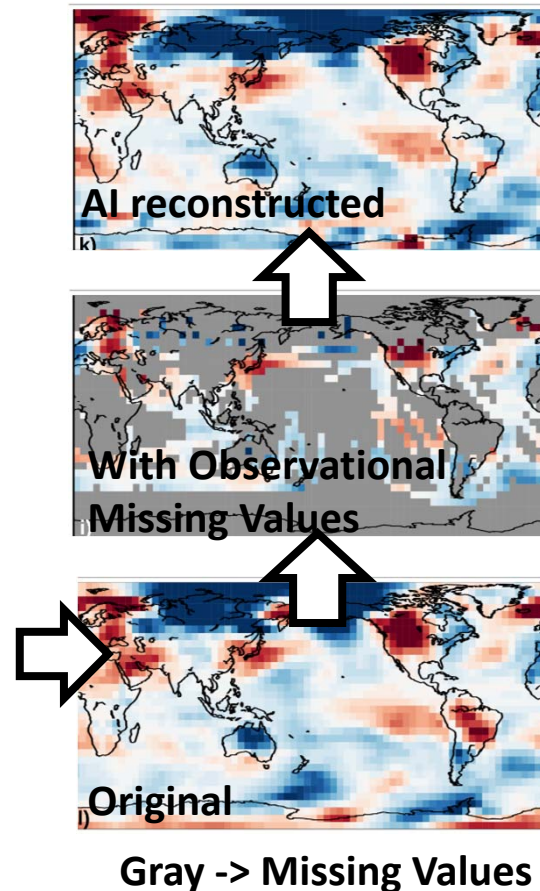 AI reconstructed
k)
With Observational
Missing Values
j)
Original
l)
Gray -> Missing Values